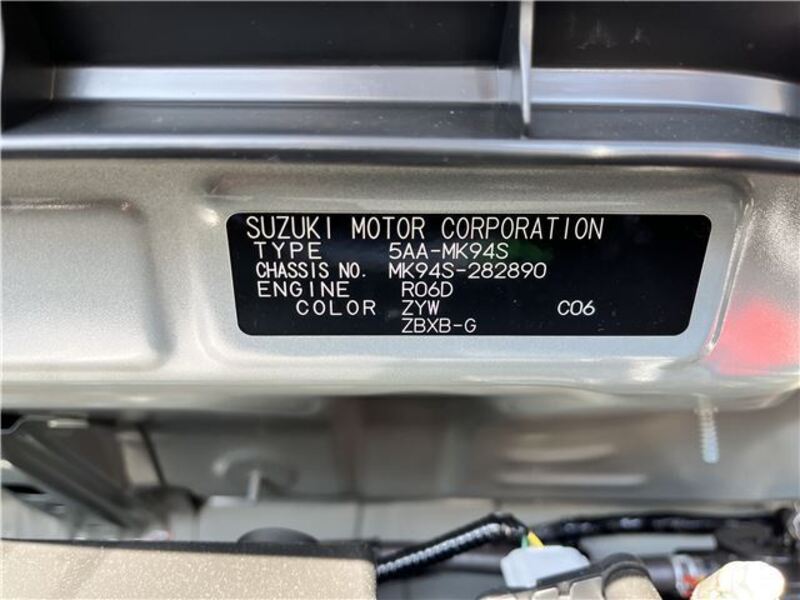 SUZUKI MOTOR CORPORATION
TYPE 5AA-MK94S
CHASSIS NO. MK94S-282890
ENGINE R06D
COLOR ZYW C06
ZBXB-G